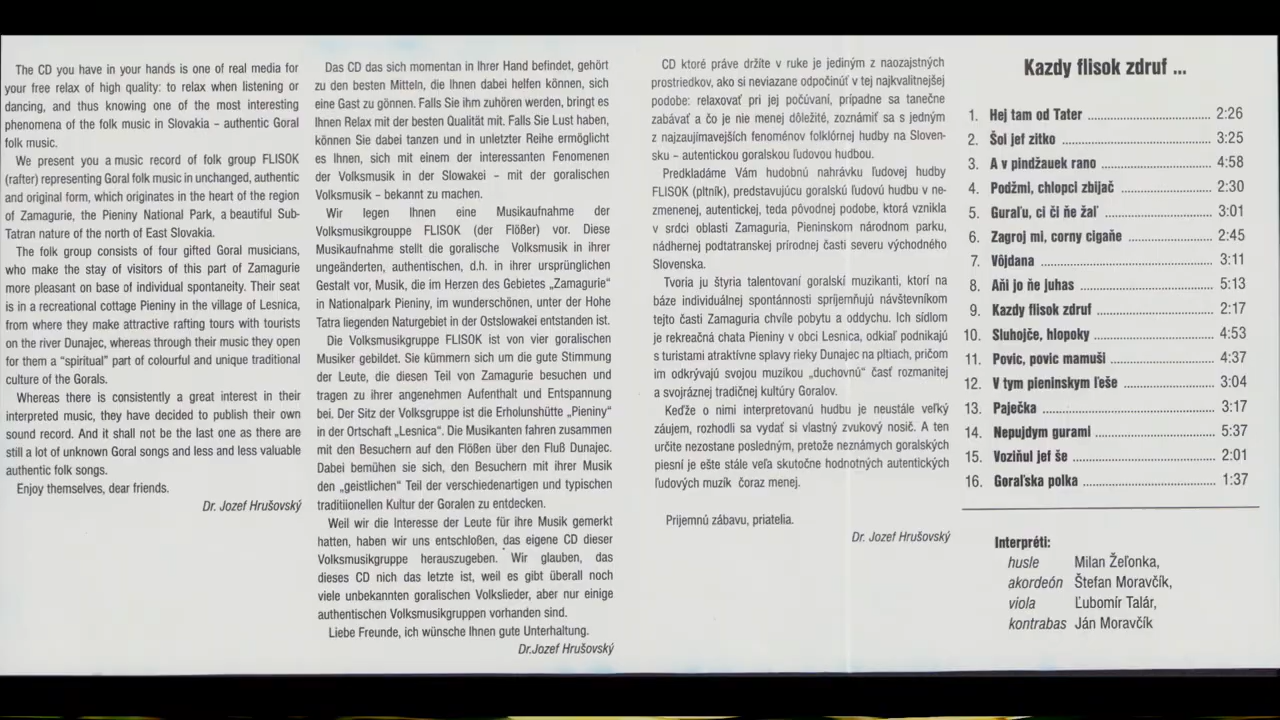 The CD you have in your hands is one of real media for
your free relax of high quality: to relax when listening or
dancing, and thus knowing one of the most interesting
phenomena of the folk music in Slovakia – authentic Goral
folk music.
We present you a music record of folk group FLISOK
(rafter) representing Goral folk music in unchanged, authentic
and original form, which originates in the heart of the region
of Zamagurie, the Pieniny National Park, a beautiful Sub-
Tatran nature of the north of East Slovakia.
The folk group consists of four gifted Goral musicians,
who make the stay of visitors of this part of Zamagurie
more pleasant on base of individual spontaneity. Their seat
is in a recreational cottage Pieniny in the village of Lesnica,
from where they make attractive rafting tours with tourists
on the river Dunajec, whereas through their music they open
for them a “spiritual” part of colourful and unique traditional
culture of the Gorals.
Whereas there is consistently a great interest in their
interpreted music, they have decided to publish their own
sound record. And it shall not be the last one as there are
still a lot of unknown Goral songs and less and less valuable
authentic folk songs.
Enjoy themselves, dear friends.
Dr. Jozef Hrušovský
Das CD das sich momentan in Ihrer Hand befindet, gehört
zu den besten Mitteln, die Ihnen dabei helfen können, sich
eine Gast zu gönnen. Falls Sie ihm zuhören werden, bringt es
Ihnen Relax mit der besten Qualität mit. Falls Sie Lust haben,
können Sie dabei tanzen und in unletzter Reihe ermöglicht
es Ihnen, sich mit einem der interessanten Fenomenen
der Volksmusik in der Slowakei – mit der goralischen
Volksmusik – bekannt zu machen.
Wir legen Ihnen eine Musikaufnahme der
Volksmusikgruppe FLISOK (der Flößer) vor. Diese
Musikaufnahme stellt die goralische Volksmusik in ihrer
ungeänderten, authentischen, d.h. in ihrer ursprünglichen
Gestalt vor, Musik, die im Herzen des Gebietes „Zamagurie“
in Nationalpark Pieniny, im wunderschönen, unter der Hohe
Tatra liegenden Naturgebiet in der Ostslowakei entstanden ist.
Die Volksmusikgruppe FLISOK ist von vier goralischen
Musiker gebildet. Sie kümmern sich um die gute Stimmung
der Leute, die diesen Teil von Zamagurie besuchen und
tragen zu ihrer angenehmen Aufenthalt und Entspannung
bei. Der Sitz der Volksgruppe ist die Erholunshütte „Pieniny“
in der Ortschaft „Lesnica“. Die Musikanten fahren zusammen
mit den Besuchern auf den Flößen über den Fluß Dunajec.
Dabei bemühen sie sich, den Besuchern mit ihrer Musik
den „geistlichen“ Teil der verschiedenartigen und typischen
traditiionellen Kultur der Goralen zu entdecken.
Weil wir die Interesse der Leute für ihre Musik gemerkt
hatten, haben wir uns entschloßen, das eigene CD dieser
Volksmusikgruppe herauszugeben. Wir glauben, das
dieses CD nich das letzte ist, weil es gibt überall noch
viele unbekannten goralischen Volkslieder, aber nur einige
authentischen Volksmusikgruppen vorhanden sind.
Liebe Freunde, ich wünsche Ihnen gute Unterhaltung.
Dr.Jozef Hrušovský
CD ktoré práve držíte v ruke je jediným z naozajstných
prostriedkov, ako si neviazane odpočinúť v tej najkvalitnejšej
podobe: relaxovať pri jej počúvaní, prípadne sa tanečne
zabávať a čo je nie menej dôležité, zoznámiť sa s jedným
z najzaujímavejších fenoménov folklórnej hudby na Sloven-
sku – autentickou goralskou ľudovou hudbou.
Predkladáme Vám hudobnú nahrávku ľudovej hudby
FLISOK (pltník), predstavujúcu goralskú ľudovú hudbu v ne-
zmenenej, autentickej, teda pôvodnej podobe, ktorá vznikla
v srdci oblasti Zamaguria, Pieninskom národnom parku,
nádhernej podtatranskej prírodnej časti severu východného
Slovenska.
Tvoria ju štyria talentovaní goralskí muzikanti, ktorí na
báze individuálnej spontánnosti spríjemňujú návštevníkom
tejto časti Zamaguria chvíle pobytu a oddychu. Ich sídlom
je rekreačná chata Pieniny v obci Lesnica, odkiaľ podnikajú
s turistami atraktívne splavy rieky Dunajec na pltiach, pričom
im odkrývajú svojou muzikou „duchovnú“ časť rozmanitej
a svojráznej tradičnej kultúry Goralov.
Keďže o nimi interpretovanú hudbu je neustále veľký
záujem, rozhodli sa vydať si vlastný zvukový nosič. A ten
určite nezostane posledným, pretože neznámych goralských
piesní je ešte stále veľa skutočne hodnotných autentických
ľudových muzík čoraz menej.
Príjemnú zábavu, priatelia.
Dr. Jozef Hrušovský
Kazdy flisok zdruf ...
1. Hej tam od Tater ........ 2:26
2. Šol jef zitko ........ 3:25
3. A v pindžauek rano ........ 4:58
4. Podžmi, chlopci zbijač ........ 2:30
5. Guraľu, ci či ňe žaľ ........ 3:01
6. Zagroj mi, corny cigaňe ........ 2:45
7. Vôjdana ........ 3:11
8. Aňi jo ňe juhas ........ 5:13
9. Kazdy flisok zdruf ........ 2:17
10. Sluhojče, hlopoky ........ 4:53
11. Povic, povic mamuśi ........ 4:37
12. V tym pieninskym ľeše ........ 3:04
13. Paječka ........ 3:17
14. Nepujdym gurami ........ 5:37
15. Voziňul jef še ........ 2:01
16. Goraľska polka ........ 1:37
Interpréti:
husle Milan Žeľonka,
akordeón Štefan Moravčík,
viola Ľubomír Talár,
kontrabas Ján Moravčík